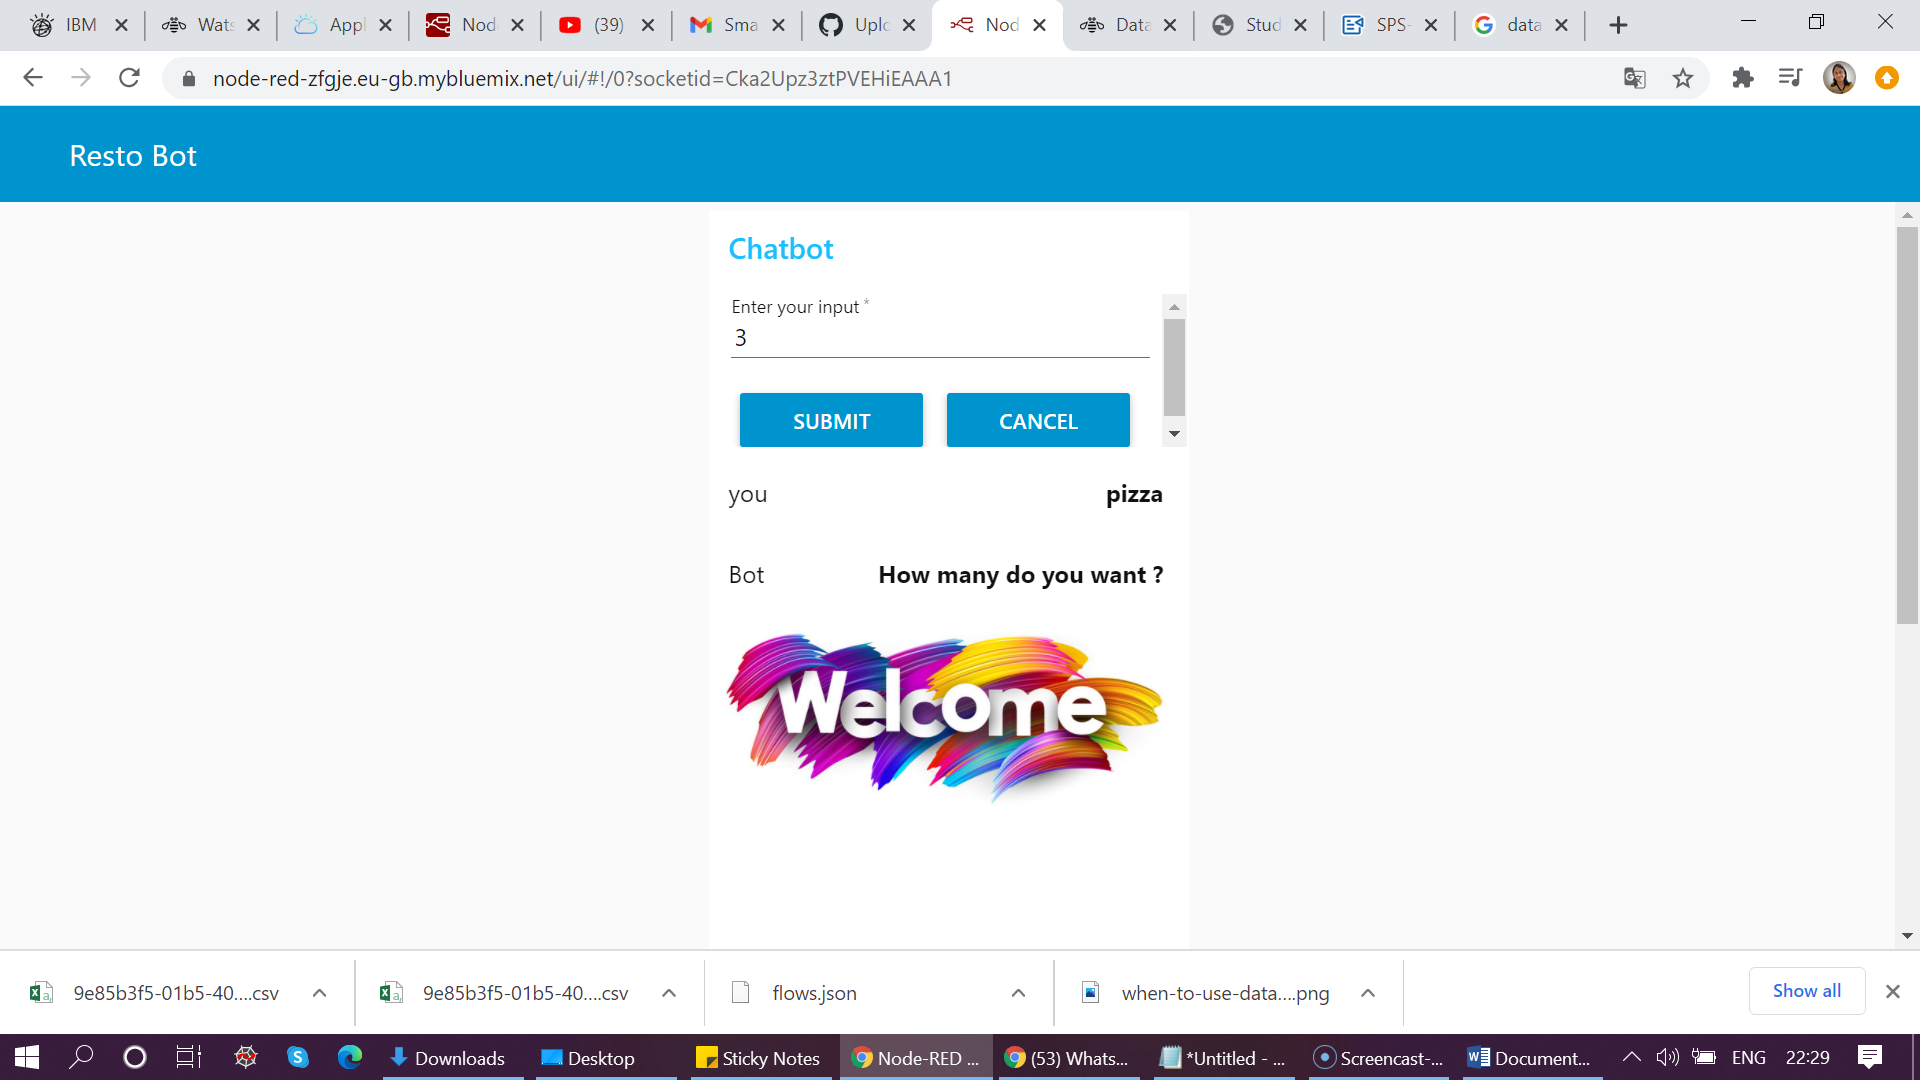 IBM
Wats
Appl
Node
(39)
Sma
Uplo
Nod
Data
Stud
SPS-
data
node-red-zfgje.eu-gb.mybluemix.net/ui/#!/0?socketid=Cka2Upz3ztPVEHiEAAA1
Resto Bot
Chatbot
Enter your input *
3
SUBMIT CANCEL
you pizza
Bot How many do you want ?
Welcome
9e85b3f5-01b5-40....csv
9e85b3f5-01b5-40....csv
flows.json
when-to-use-data....png
Show all
Downloads
Desktop
Sticky Notes
Node-RED ...
(53) Whats...
*Untitled - ...
Screencast-...
Document...
ENG
22:29